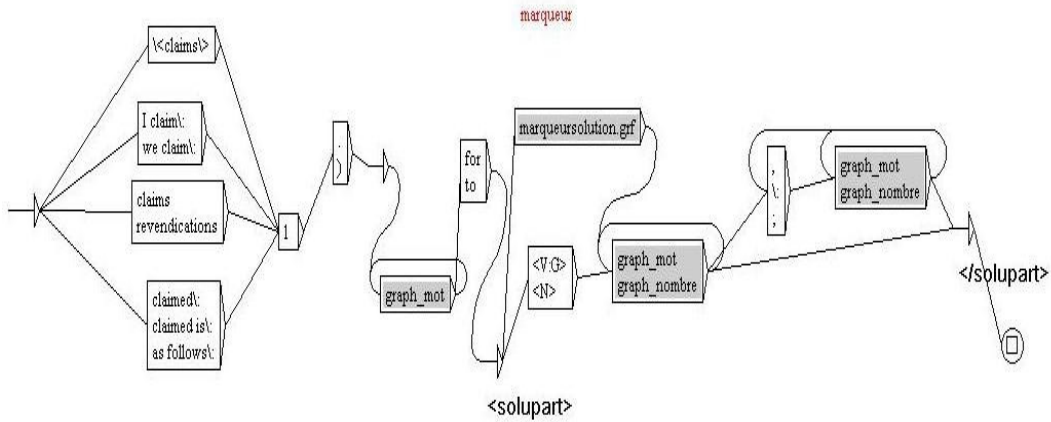 marqueur
\<claims\>
I claim\:
we claim\:
claims
revendications
claimed\:
claimed is\:
as follows\:
1
.
)
graph_mot
for
to
<solupart>
marqueursolution.grf
<V:G>
<N>
graph_mot
graph_nombre
,
\:
;
graph_mot
graph_nombre
</solupart>